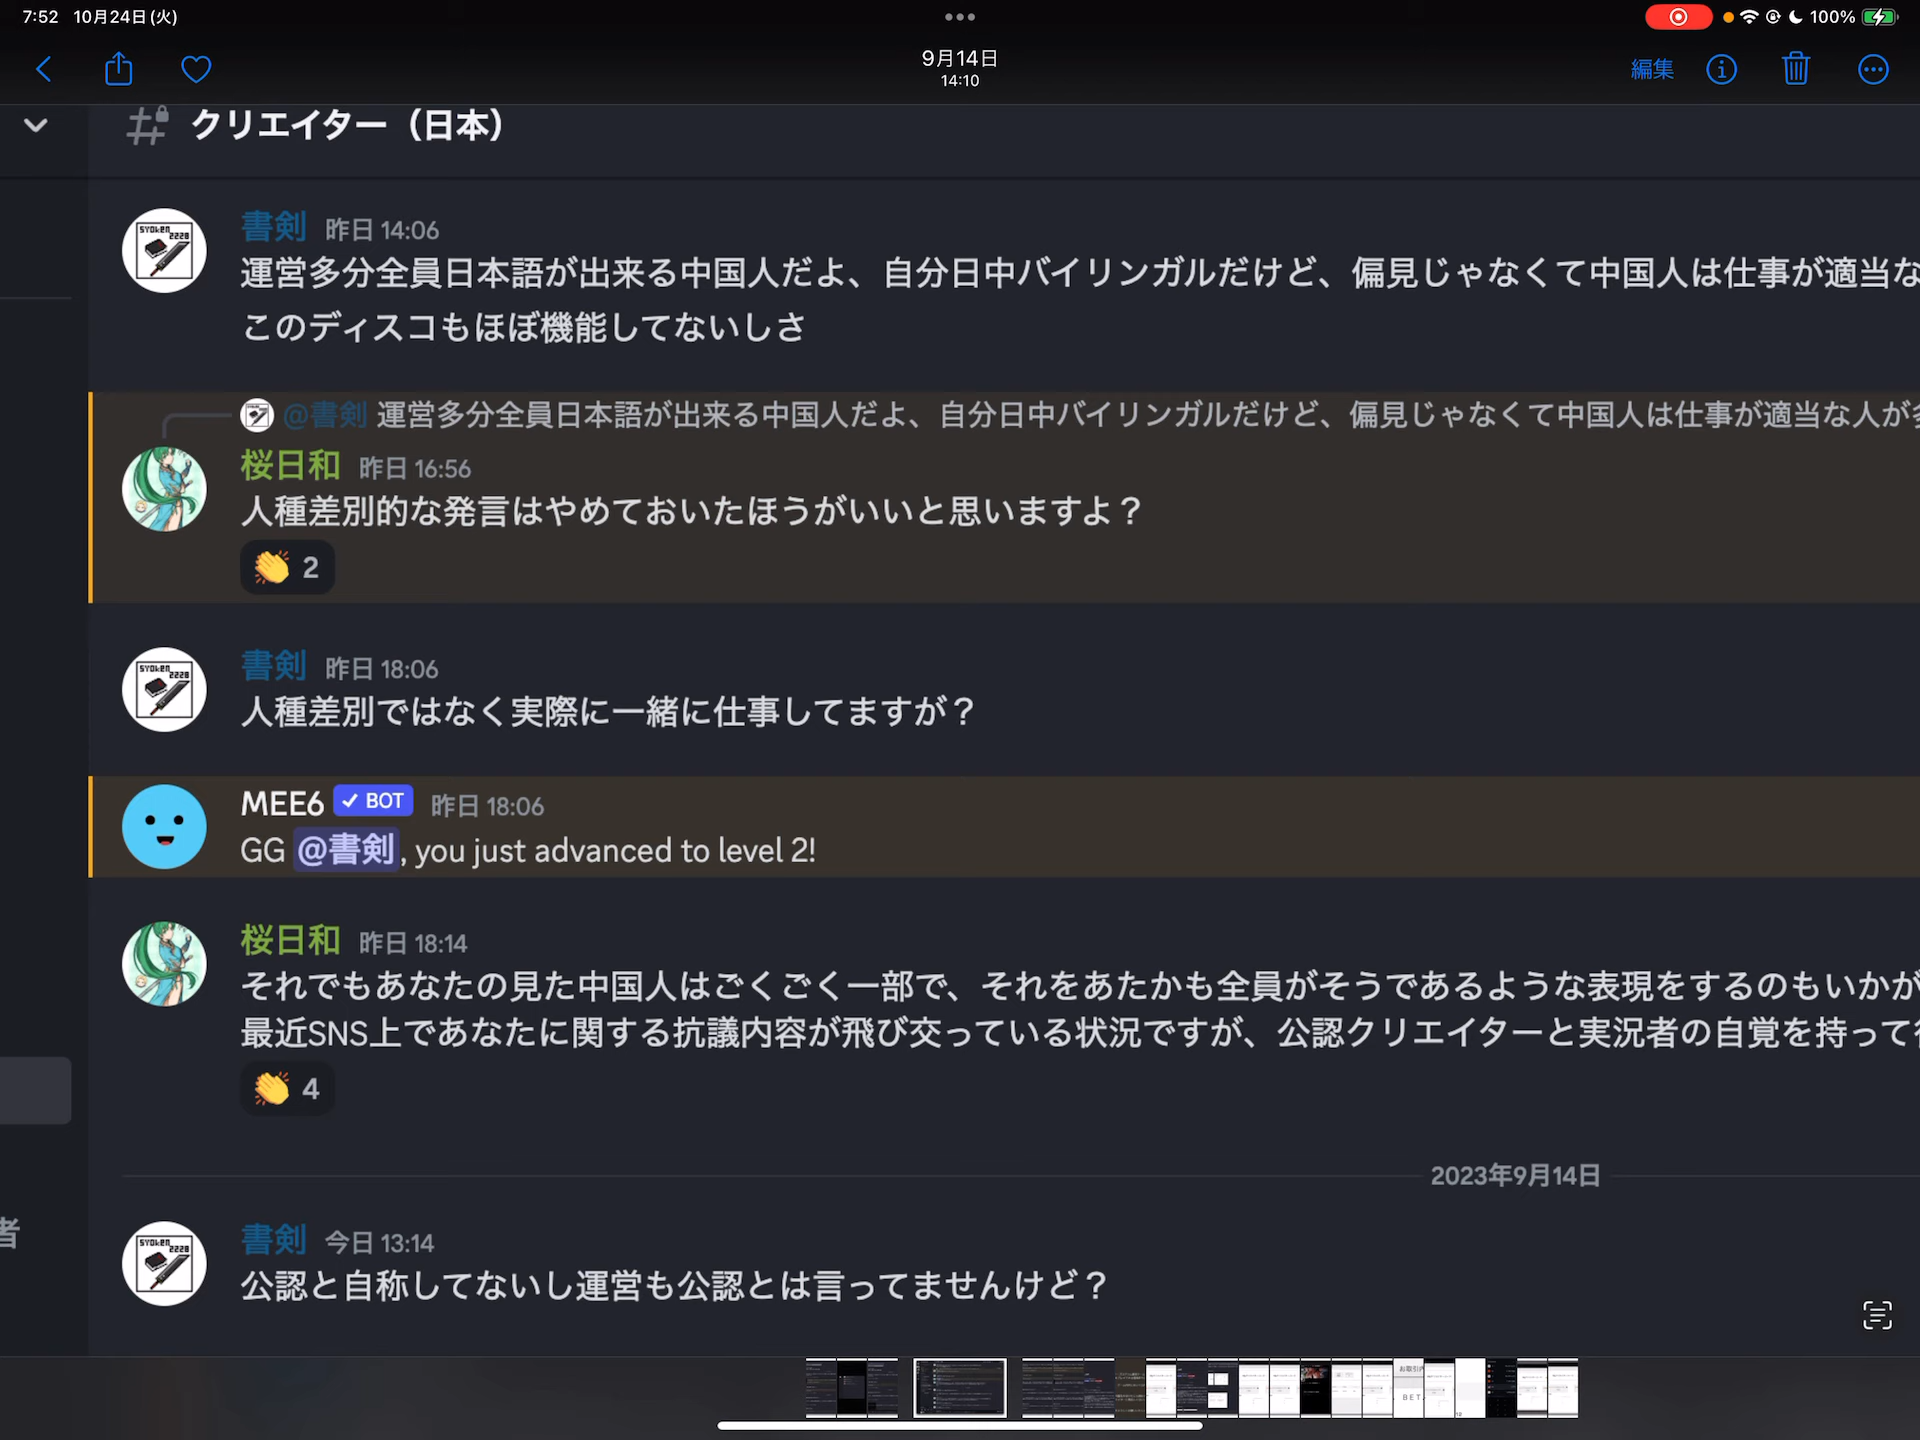 7:52 10月24日(火)
100%
9月14日
14:10
編集
クリエイター（日本）
SYOKEN 2228
書剣 昨日 14:06
運営多分全員日本語が出来る中国人だよ、自分日中バイリンガルだけど、偏見じゃなくて中国人は仕事が適当な
このディスコもほぼ機能してないしさ
@書剣 運営多分全員日本語が出来る中国人だよ、自分日中バイリンガルだけど、偏見じゃなくて中国人は仕事が適当な人が
桜日和 昨日 16:56
人種差別的な発言はやめておいたほうがいいと思いますよ？
2
SYOKEN 2228
書剣 昨日 18:06
人種差別ではなく実際に一緒に仕事してますが？
MEE6 BOT 昨日 18:06
GG @書剣, you just advanced to level 2!
桜日和 昨日 18:14
それでもあなたの見た中国人はごくごく一部で、それをあたかも全員がそうであるような表現をするのもいかが
最近SNS上であなたに関する抗議内容が飛び交っている状況ですが、公認クリエイターと実況者の自覚を持って
4
2023年9月14日
者
SYOKEN 2228
書剣 今日 13:14
公認と自称してないし運営も公認とは言ってませんけど？